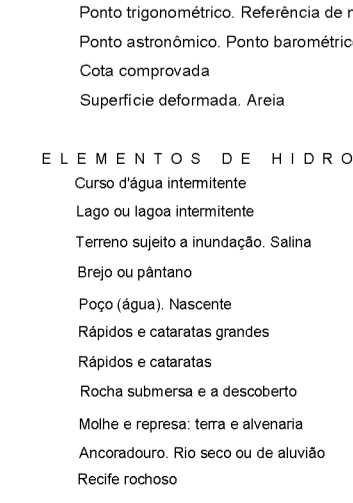 Ponto trigonométrico. Referência de
Ponto astronômico. Ponto
Cota comprovada
Superfície deformada. Areia
ELEMENTOS DE
Curso d'água intermitente
Lago ou lagoa intermitente
Terreno sujeito a inundação. Salina
Brejo ou pântano
Poço (água). Nascente
Rápidos e cataratas grandes
Rápidos e cataratas
Rocha submersa e a descoberto
Molhe e represa: terra e alvenaria
Ancoradouro. Rio seco ou de aluvião
Recife rochoso